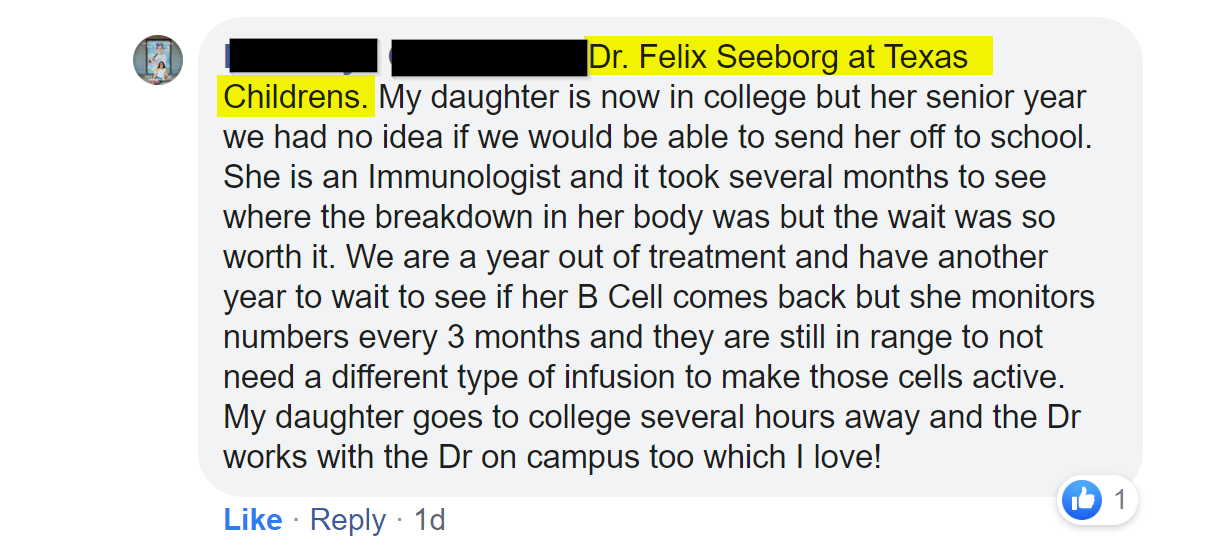 Dr. Felix Seeborg at Texas
Childrens. My daughter is now in college but her senior year
we had no idea if we would be able to send her off to school.
She is an Immunologist and it took several months to see
where the breakdown in her body was but the wait was so
worth it. We are a year out of treatment and have another
year to wait to see if her B Cell comes back but she monitors
numbers every 3 months and they are still in range to not
need a different type of infusion to make those cells active.
My daughter goes to college several hours away and the Dr
works with the Dr on campus too which I love!
1
Like · Reply · 1d